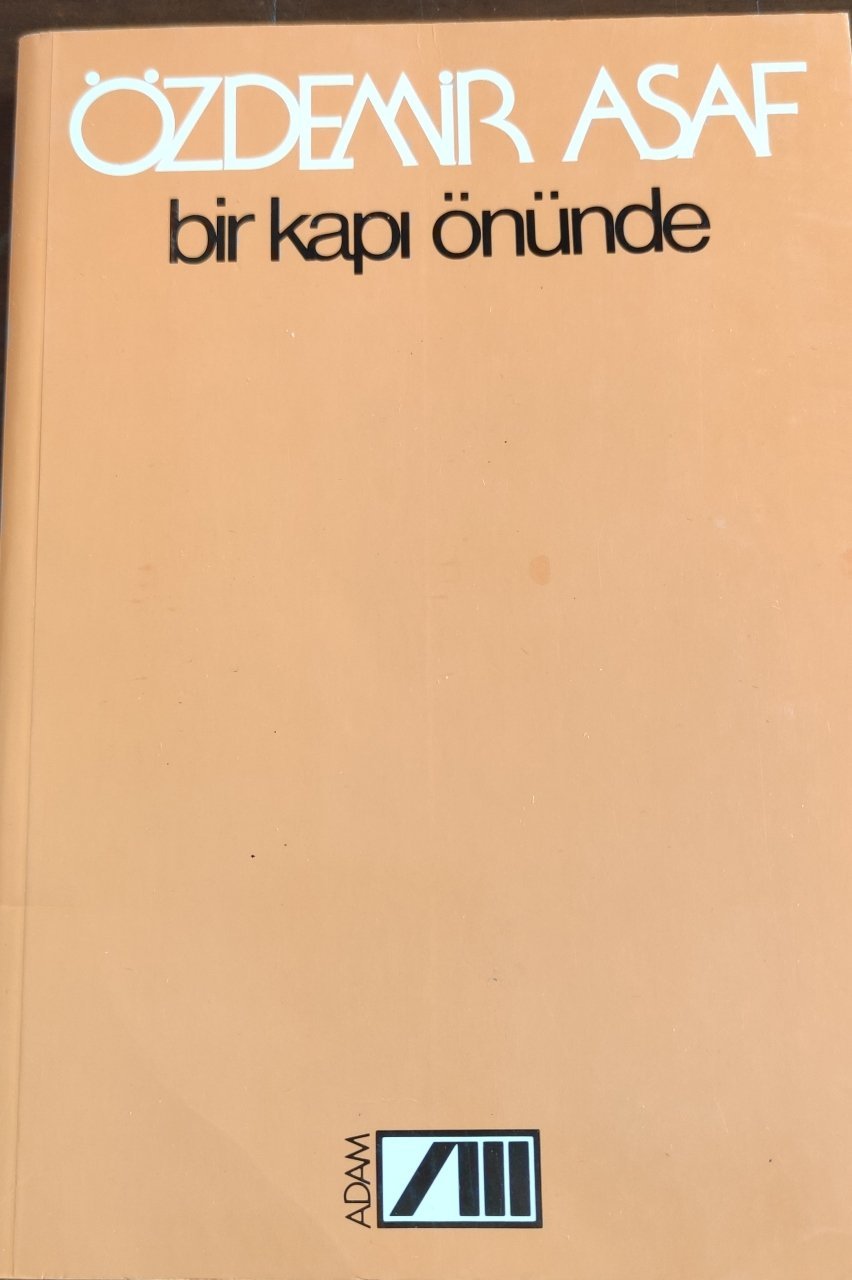 ÖZDEMİR ASAF
bir kapı önünde
ADAM